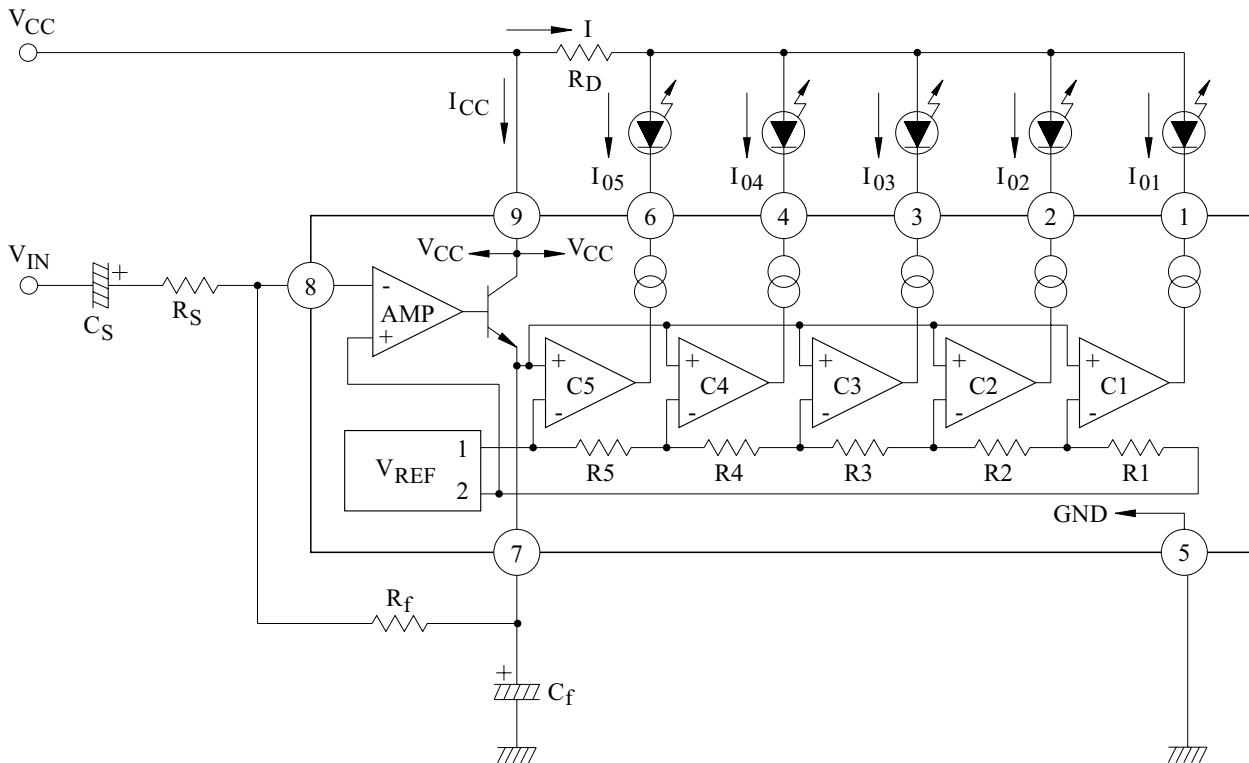 VCC
I
RD
ICC
I05
I04
I03
I02
I01
9
6
4
3
2
1
VCC
VCC
VIN
+
CS
RS
8
-
AMP
+
+
C5
-
+
C4
-
+
C3
-
+
C2
-
+
C1
-
1
VREF
2
R5
R4
R3
R2
R1
GND
7
5
Rf
+
Cf